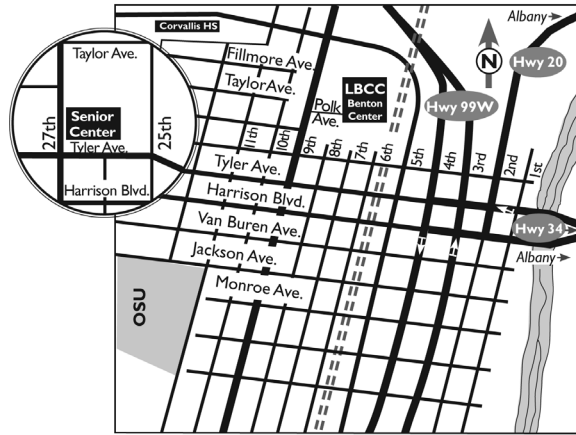 Corvallis HS
Albany
Hwy 20
Fillmore Ave.
Taylor Ave.
LBCC
Benton
Center
Hwy 99W
N
Polk
Ave.
Taylor Ave.
Senior
Center
Tyler Ave.
27th
25th
Harrison Blvd.
11th
10th
9th
8th
7th
6th
5th
4th
3rd
2nd
1st
Tyler Ave.
Harrison Blvd.
Van Buren Ave.
Jackson Ave.
Monroe Ave.
Hwy 34
Albany
OSU